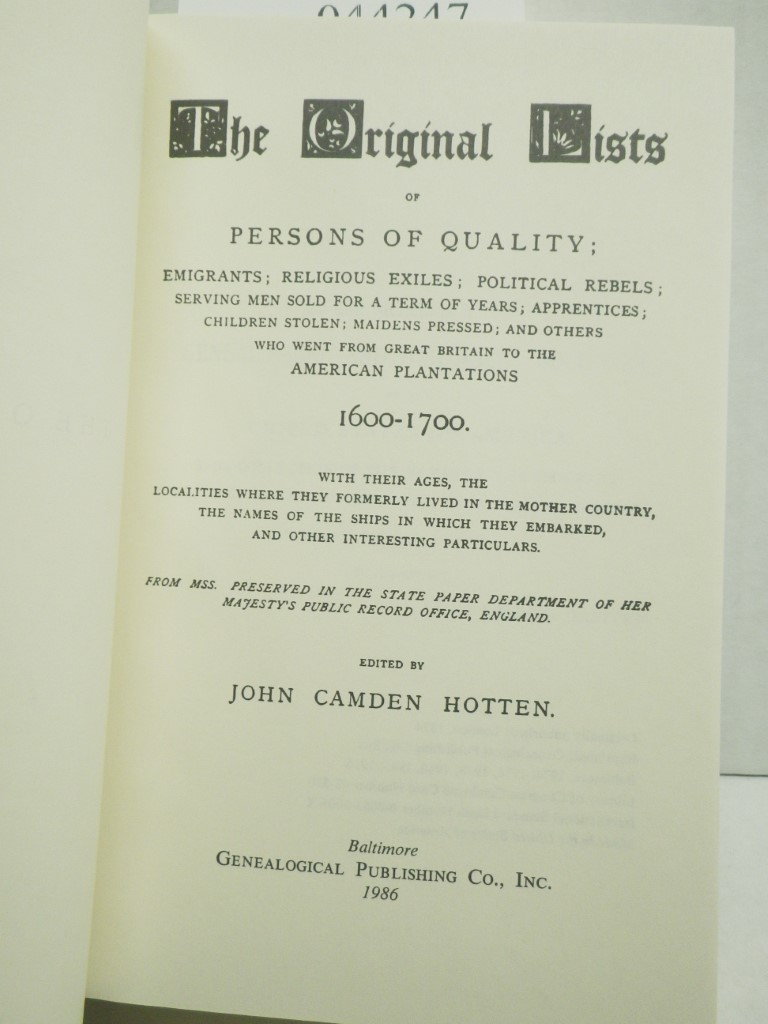 944247
The Original Lists
OF
PERSONS OF QUALITY;
EMIGRANTS; RELIGIOUS EXILES; POLITICAL REBELS;
SERVING MEN SOLD FOR A TERM OF YEARS; APPRENTICES;
CHILDREN STOLEN; MAIDENS PRESSED; AND OTHERS
WHO WENT FROM GREAT BRITAIN TO THE
AMERICAN PLANTATIONS
1600-1700.
WITH THEIR AGES, THE
LOCALITIES WHERE THEY FORMERLY LIVED IN THE MOTHER COUNTRY,
THE NAMES OF THE SHIPS IN WHICH THEY EMBARKED,
AND OTHER INTERESTING PARTICULARS.
FROM MSS. PRESERVED IN THE STATE PAPER DEPARTMENT OF HER
MAJESTY'S PUBLIC RECORD OFFICE, ENGLAND.
EDITED BY
JOHN CAMDEN HOTTEN.
Baltimore
GENEALOGICAL PUBLISHING CO., INC.
1986